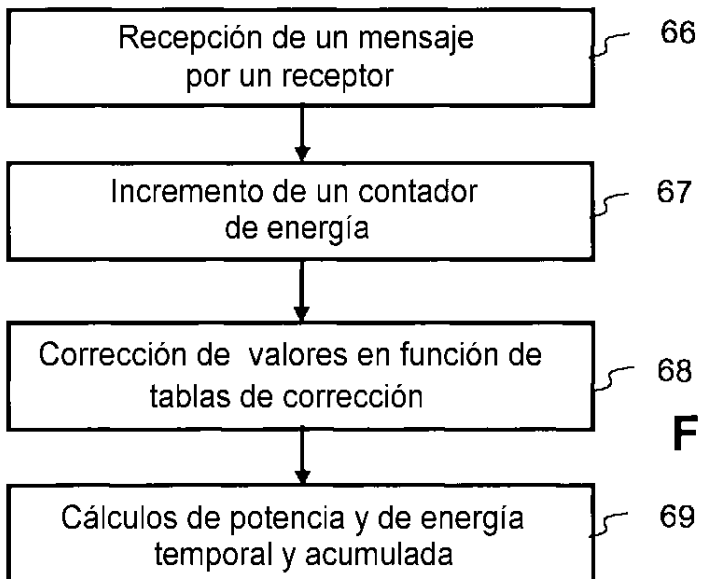 Recepción de un mensaje
por un receptor
66
Incremento de un contador
de energía
67
Corrección de valores en función de
tablas de corrección
68
F
Cálculos de potencia y de energía
temporal y acumulada
69